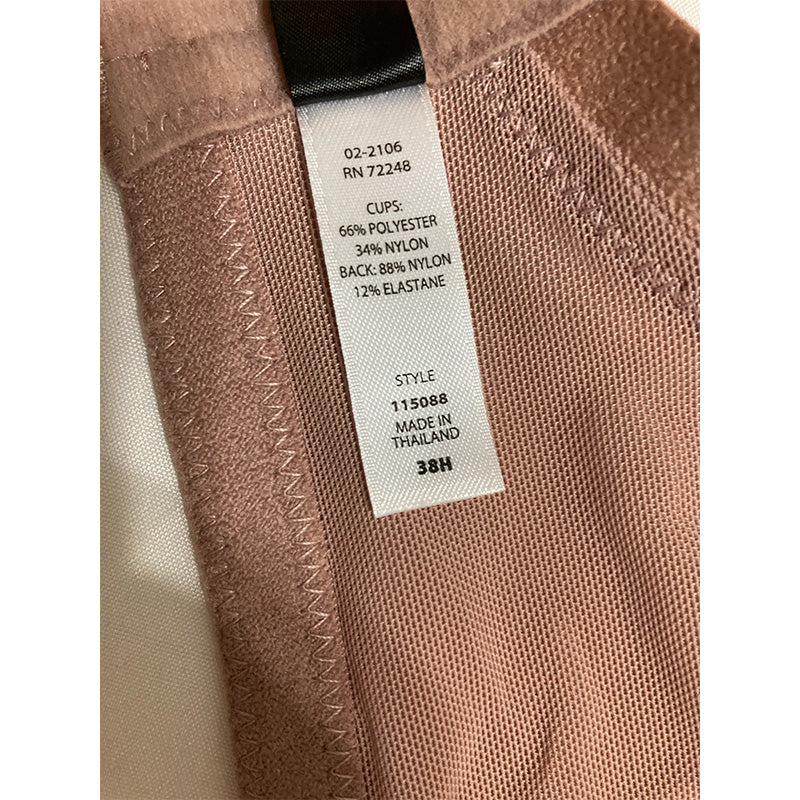 02-2106
RN 72248
CUPS:
66% POLYESTER
34% NYLON
BACK: 88% NYLON
12% ELASTANE
STYLE
115088
MADE IN
THAILAND
38H